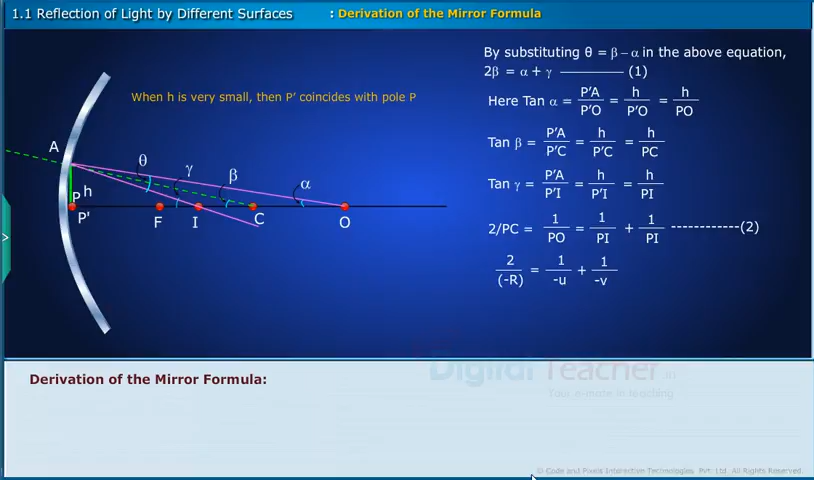 1.1 Reflection of Light by Different Surfaces : Derivation of the Mirror Formula
When h is very small, then P' coincides with pole P
A
θ
γ
β
α
P h
P'
F
I
C
O
>
By substituting θ = β – α in the above equation,
2β = α + γ ———— (1)
Here Tan α = P'A / P'O = h / P'O = h / PO
Tan β = P'A / P'C = h / P'C = h / PC
Tan γ = P'A / P'I = h / P'I = h / PI
2/PC = 1 / PO = 1 / PI + 1 / PI ------------(2)
2 / (-R) = 1 / -u + 1 / -v
Derivation of the Mirror Formula:
Digital Teacher.in
Your e-mate in teaching
© Code and Pixels Interactive Technologies Pvt. Ltd. All Rights Reserved.